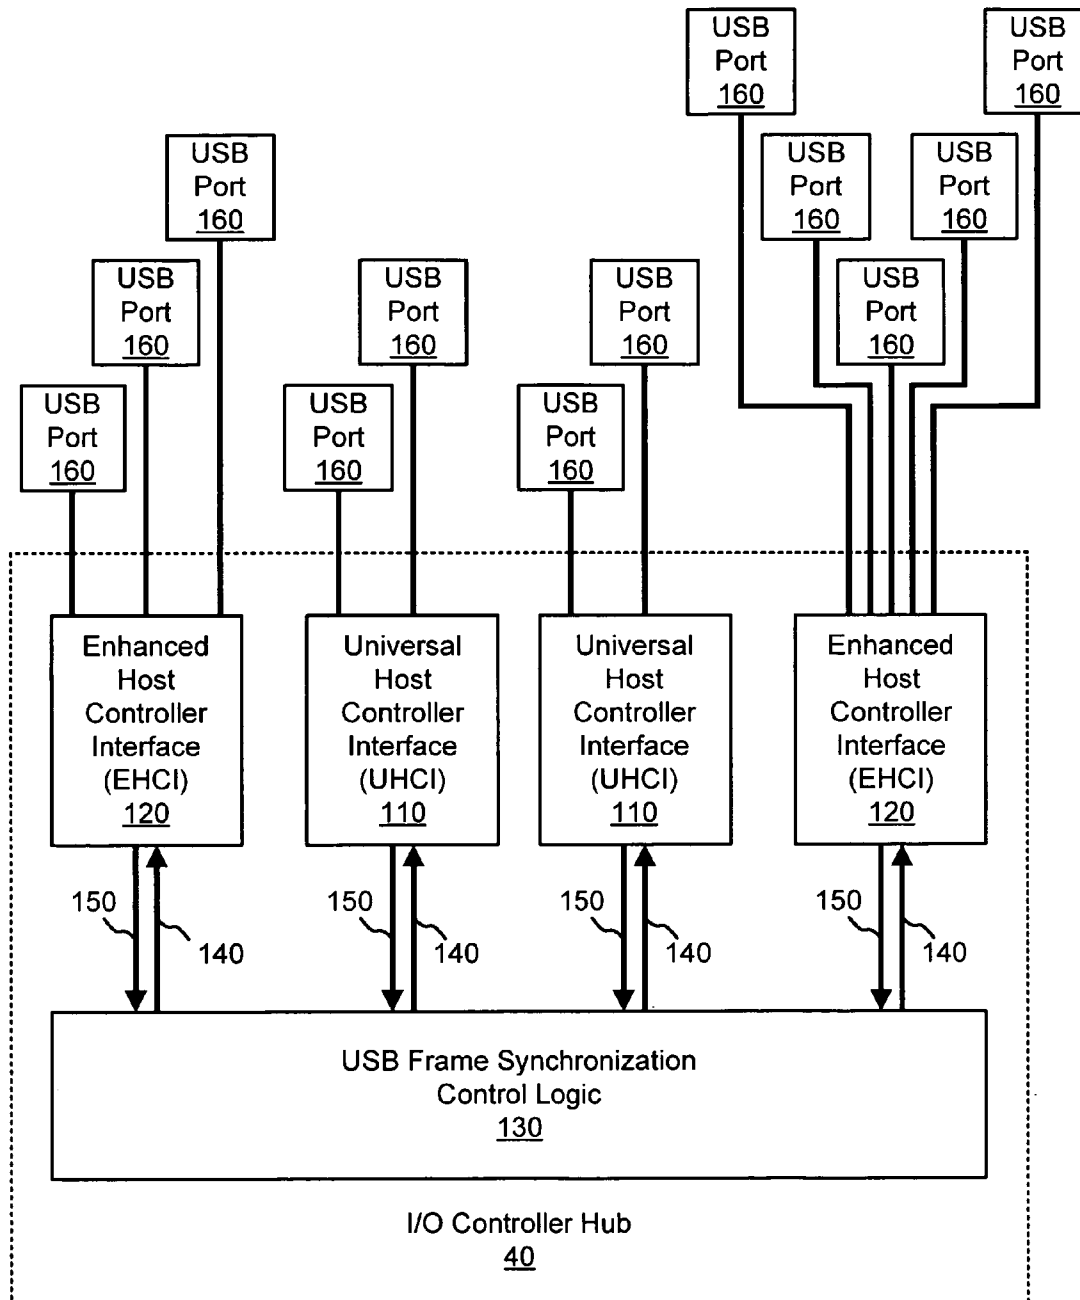 USB
Port
160
USB
Port
160
USB
Port
160
USB
Port
160
USB
Port
160
USB
Port
160
USB
Port
160
USB
Port
160
USB
Port
160
USB
Port
160
USB
Port
160
USB
Port
160
Enhanced
Host
Controller
Interface
(EHCI)
120
Universal
Host
Controller
Interface
(UHCI)
110
Universal
Host
Controller
Interface
(UHCI)
110
Enhanced
Host
Controller
Interface
(EHCI)
120
150
140
150
140
150
140
150
140
USB Frame Synchronization
Control Logic
130
I/O Controller Hub
40